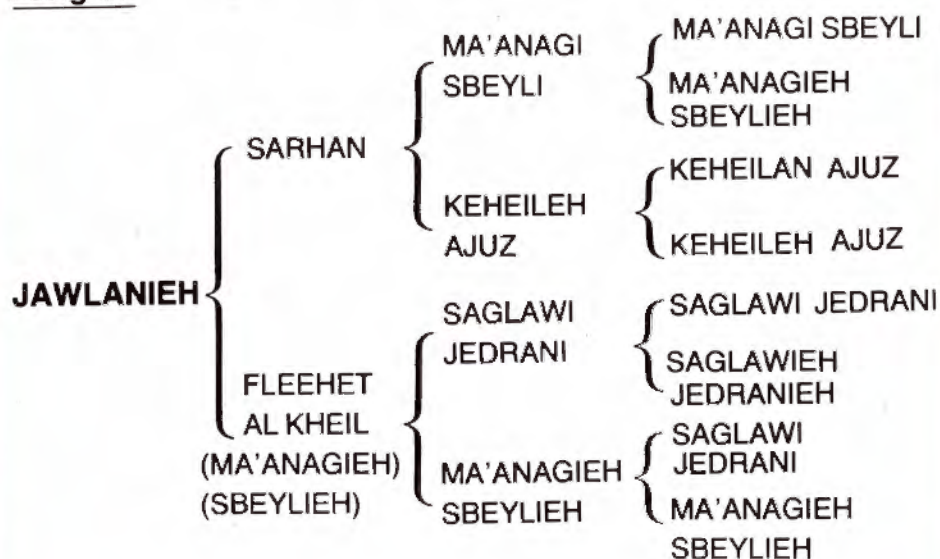 MA'ANAGI
SBEYLI
MA'ANAGI SBEYLI
MA'ANAGIEH
SBEYLIEH
SARHAN
KEHEILEH
AJUZ
KEHEILAN AJUZ
KEHEILEH AJUZ
JAWLANIEH
SAGLAWI
JEDRANI
SAGLAWI JEDRANI
SAGLAWIEH
JEDRANIEH
FLEEHET
AL KHEIL
(MA'ANAGIEH)
(SBEYLIEH)
MA'ANAGIEH
SBEYLIEH
SAGLAWI
JEDRANI
MA'ANAGIEH
SBEYLIEH